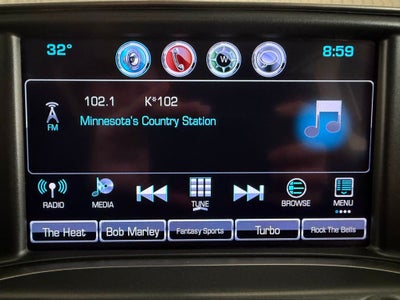 32°
W
8:59
102.1 K®102
FM
Minnesota's Country Station
RADIO MEDIA TUNE BROWSE MENU
The Heat Bob Marley Fantasy Sports Turbo Rock The Bells